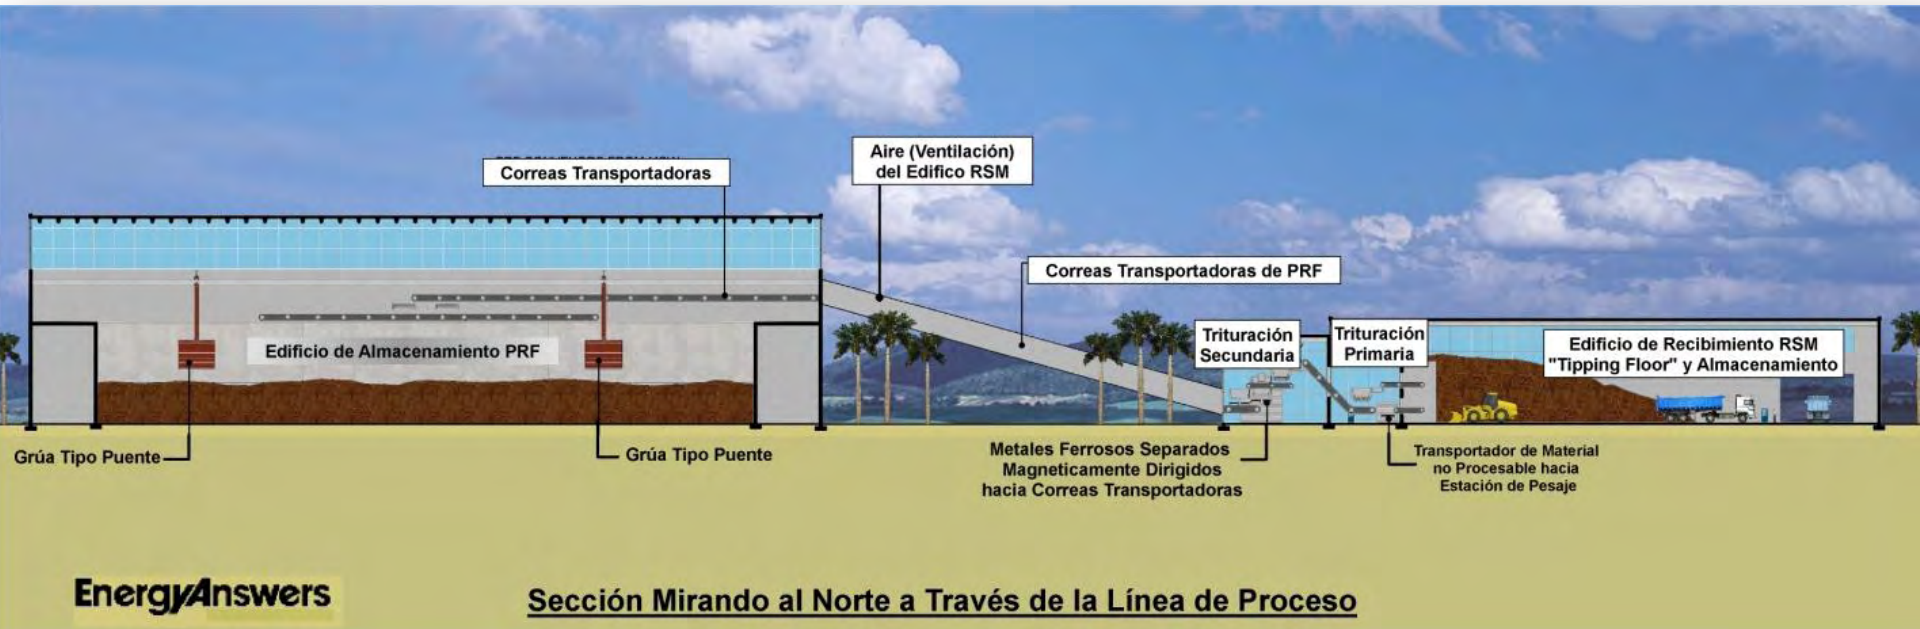 Aire (Ventilación)
del Edifico RSM
Correas Transportadoras
Correas Transportadoras de PRF
Trituración
Secundaria
Trituración
Primaria
Edificio de Recibimiento RSM
"Tipping Floor" y Almacenamiento
Edificio de Almacenamiento PRF
Grúa Tipo Puente
Grúa Tipo Puente
Metales Ferrosos Separados
Magneticamente Dirigidos
hacia Correas Transportadoras
Transportador de Material
no Procesable hacia
Estación de Pesaje
EnergyAnswers
Sección Mirando al Norte a Través de la Línea de Proceso